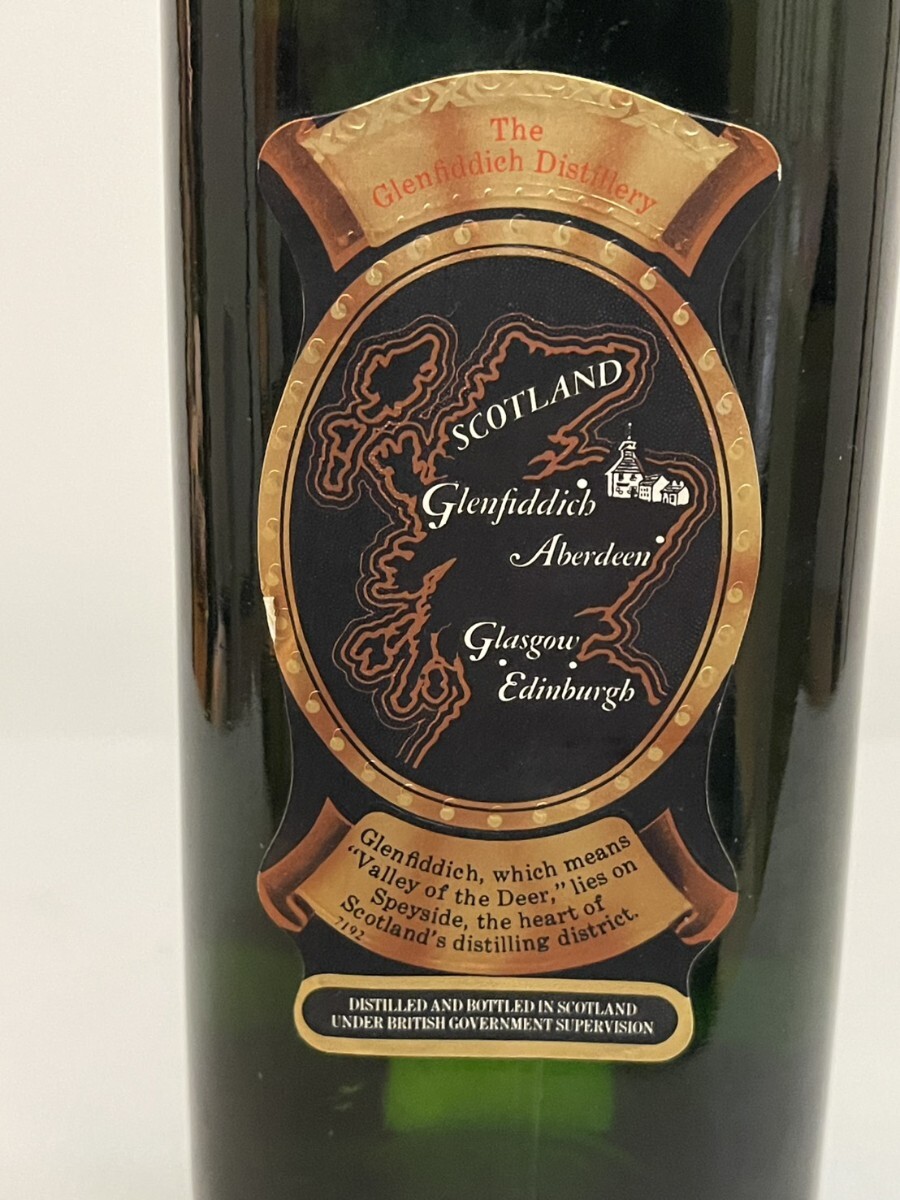 The
Glenfiddich Distillery
SCOTLAND
Glenfiddich
Aberdeen
Glasgow
Edinburgh
Glenfiddich, which means
"Valley of the Deer," lies on
Speyside, the heart of
Scotland's distilling district.
7192
DISTILLED AND BOTTLED IN SCOTLAND
UNDER BRITISH GOVERNMENT SUPERVISION